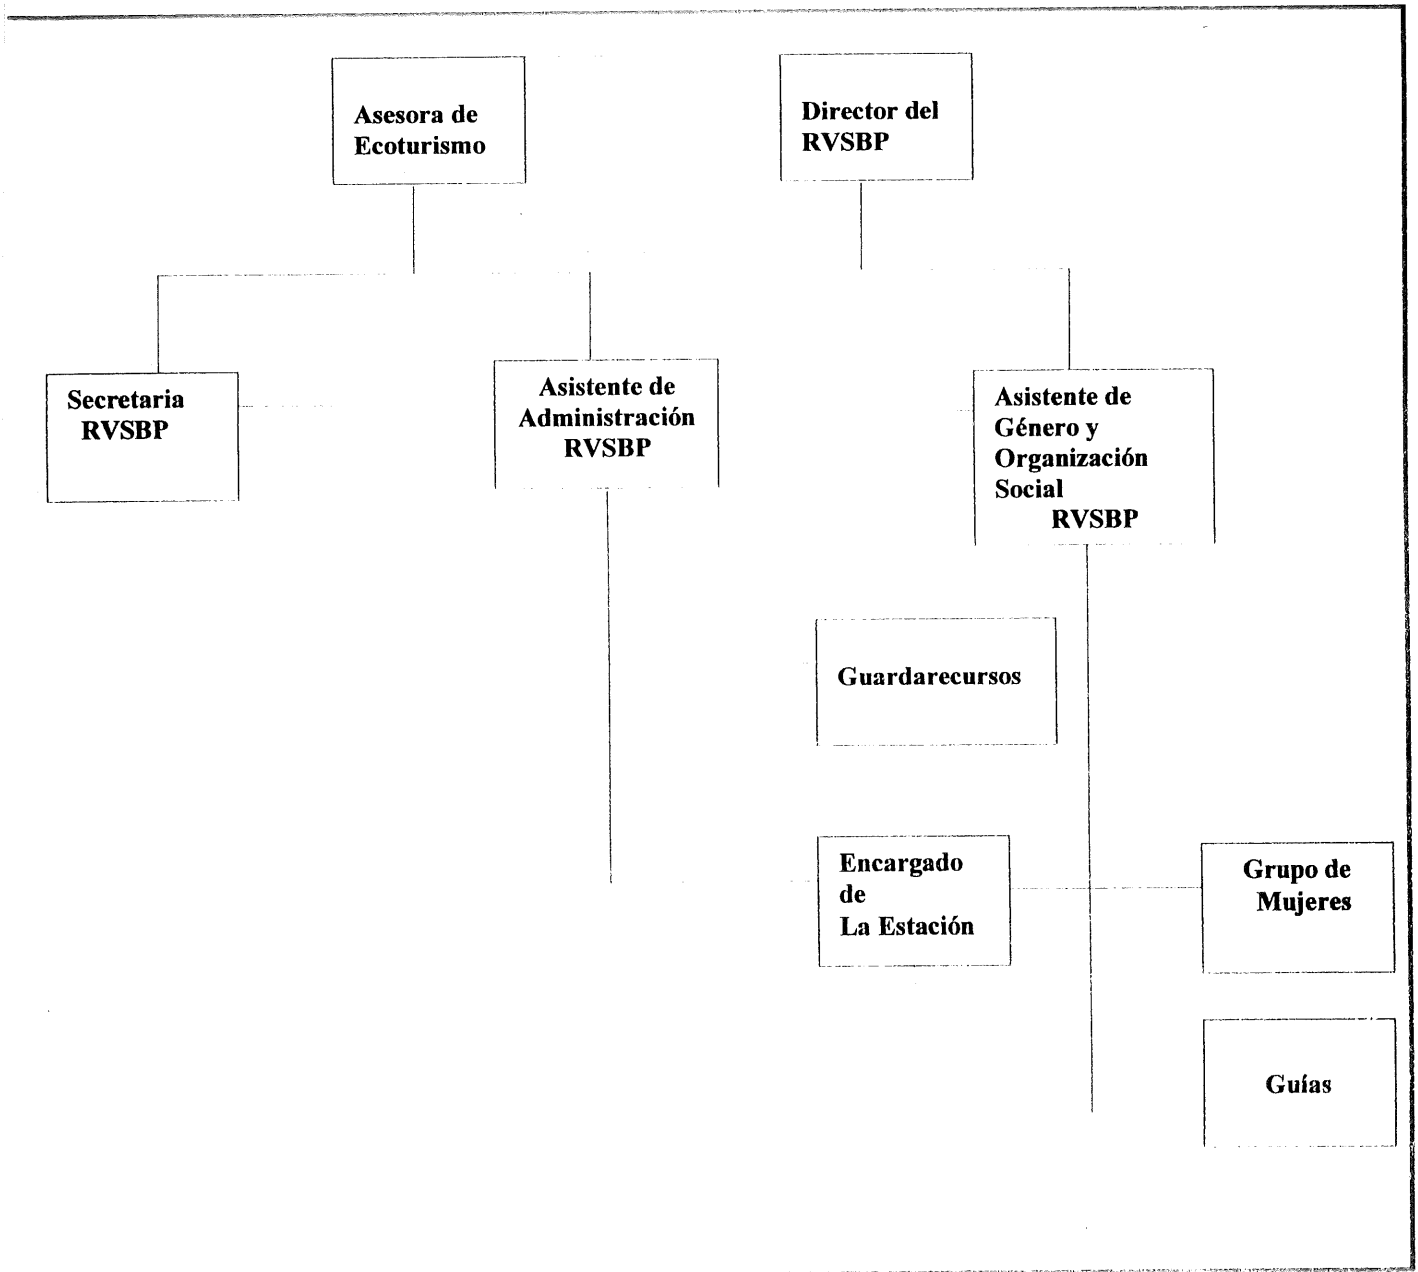 Asesora de
Ecoturismo
Director del
RVSBP
Secretaria
RVSBP
Asistente de
Administración
RVSBP
Asistente de
Género y
Organización
Social
RVSBP
Guardarecursos
Encargado
de
La Estación
Grupo de
Mujeres
Guías